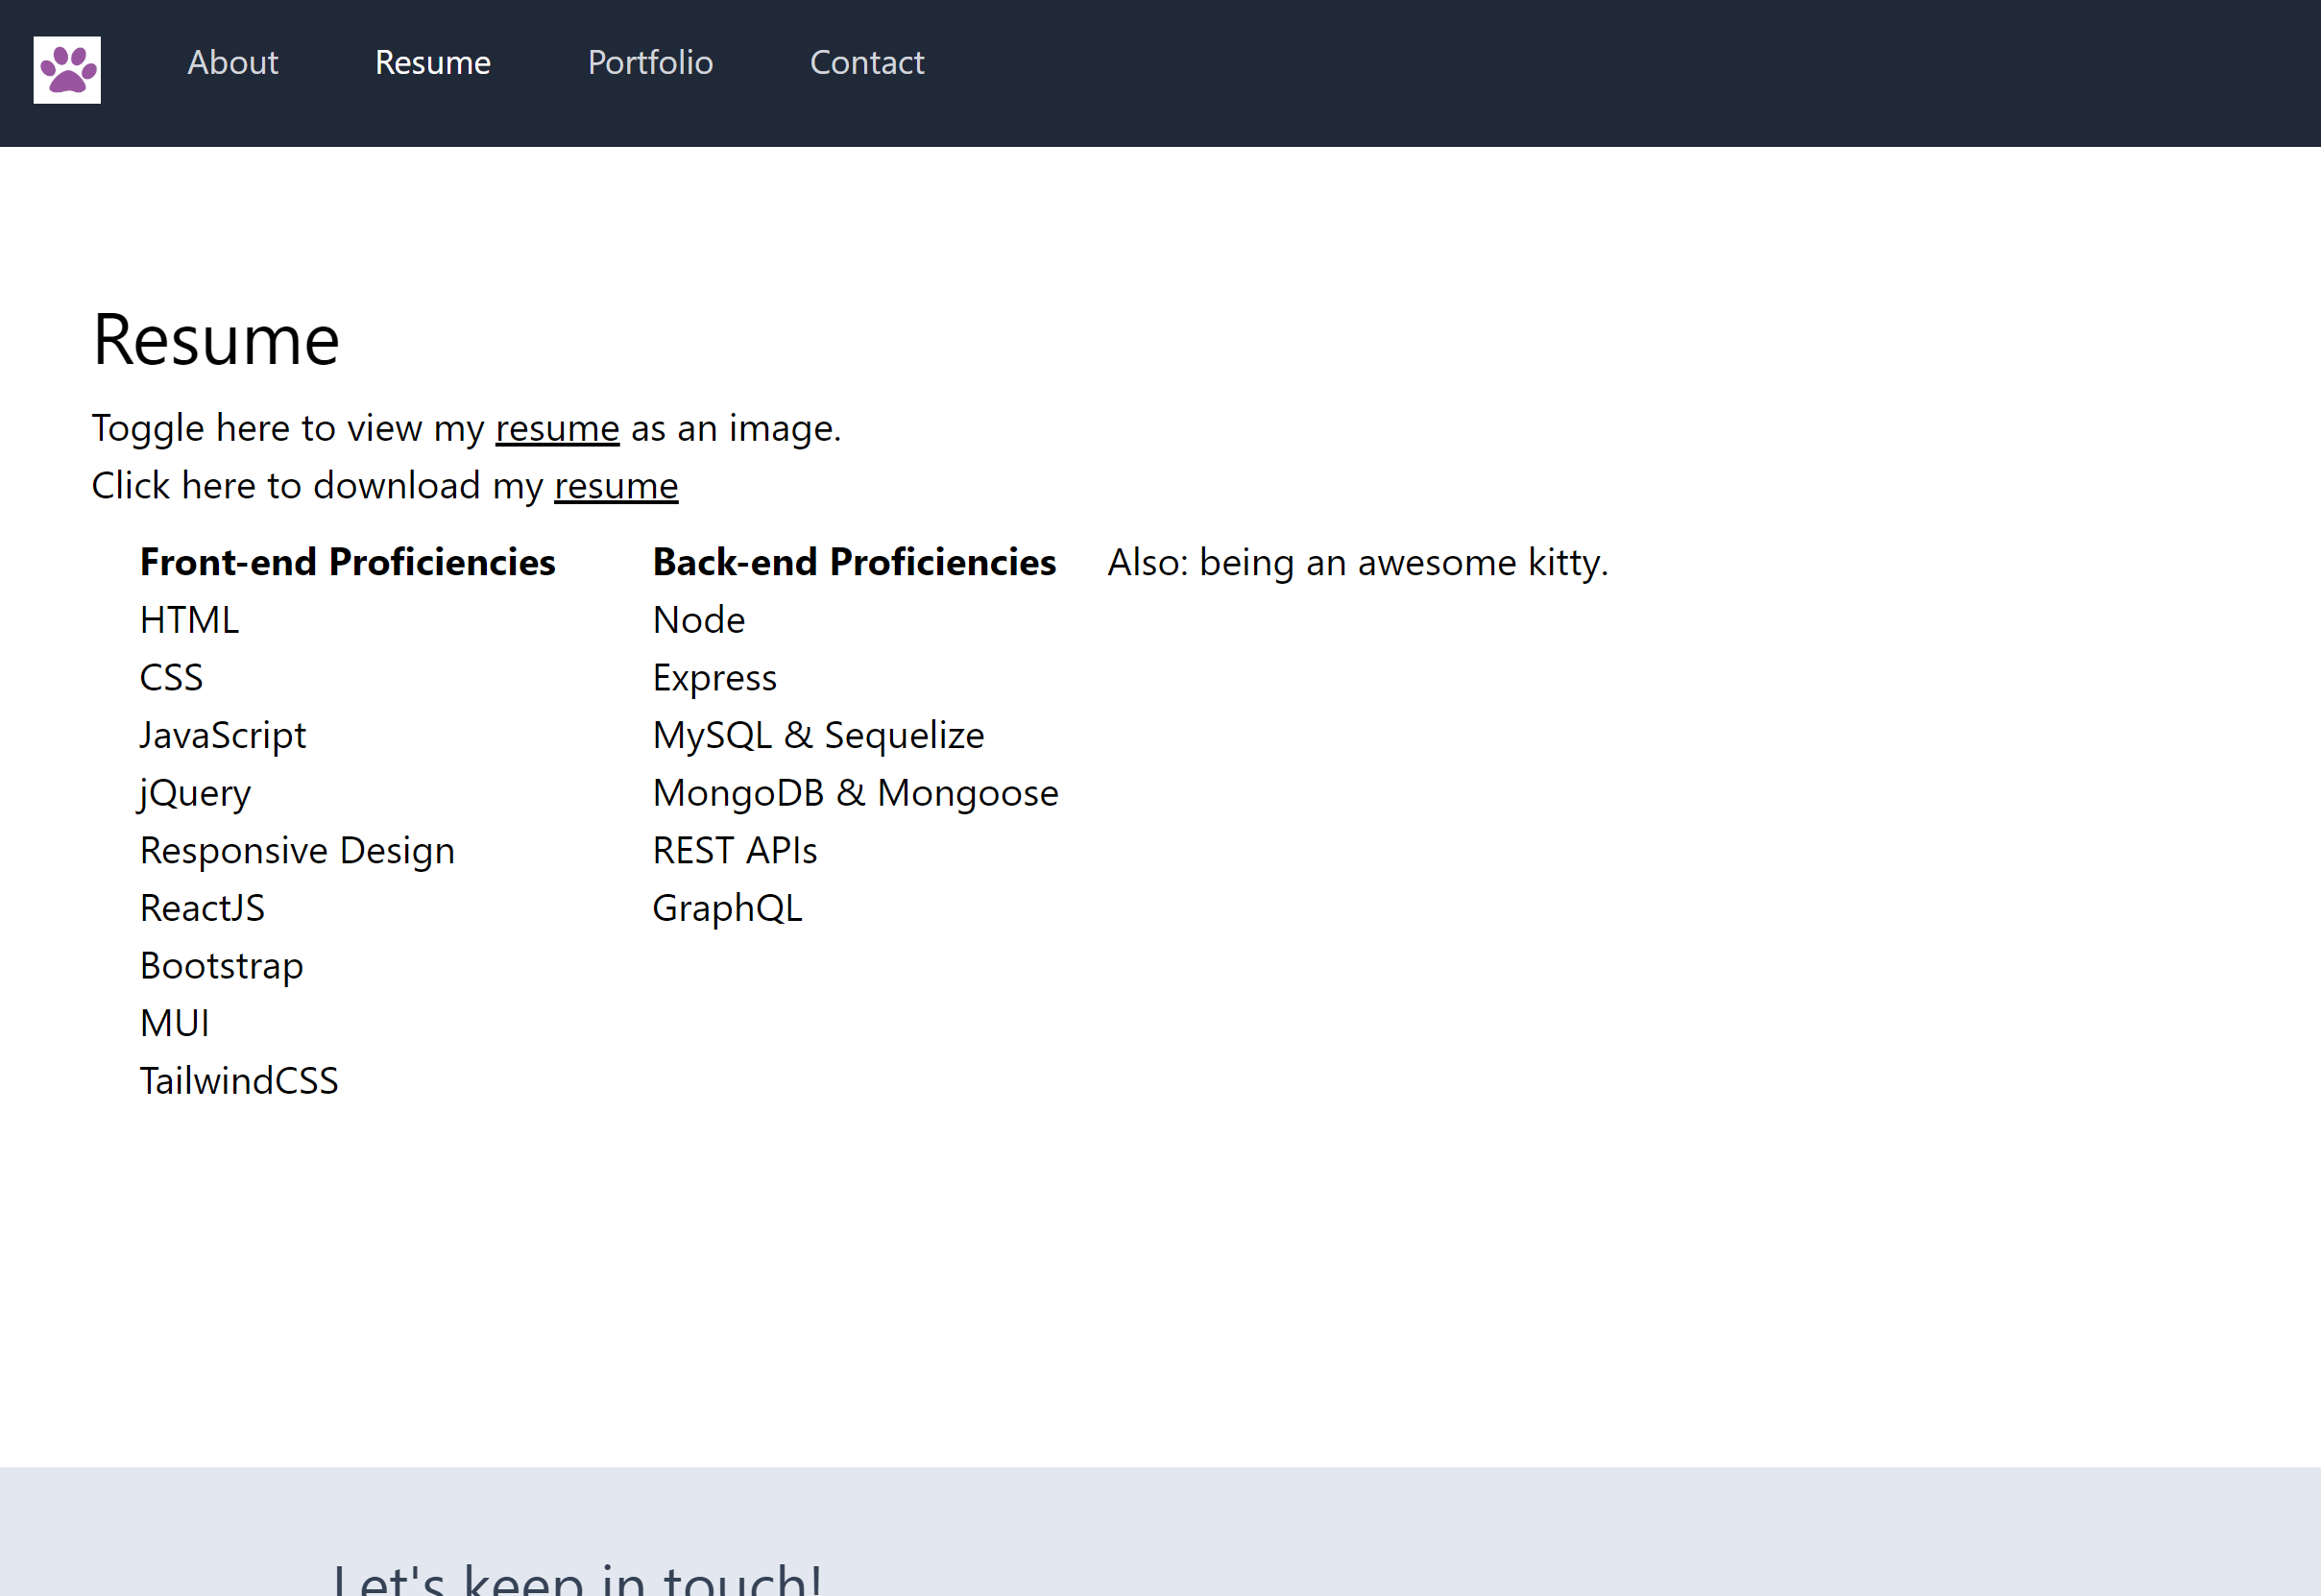 About Resume Portfolio Contact
Resume
Toggle here to view my resume as an image.
Click here to download my resume
Front-end Proficiencies
HTML
CSS
JavaScript
jQuery
Responsive Design
ReactJS
Bootstrap
MUI
TailwindCSS
Back-end Proficiencies
Node
Express
MySQL & Sequelize
MongoDB & Mongoose
REST APIs
GraphQL
Also: being an awesome kitty.
Let's keep in touch!